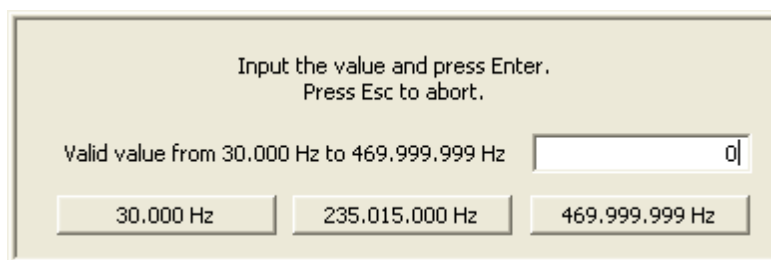 Input the value and press Enter.
Press Esc to abort.
Valid value from 30.000 Hz to 469.999.999 Hz 0
30.000 Hz 235.015.000 Hz 469.999.999 Hz